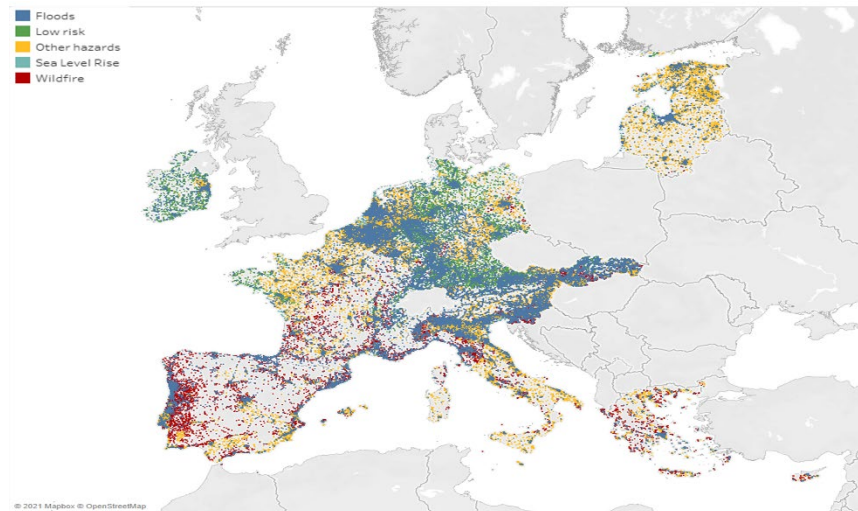 Floods
Low risk
Other hazards
Sea Level Rise
Wildfire
© 2021 Mapbox © OpenStreetMap